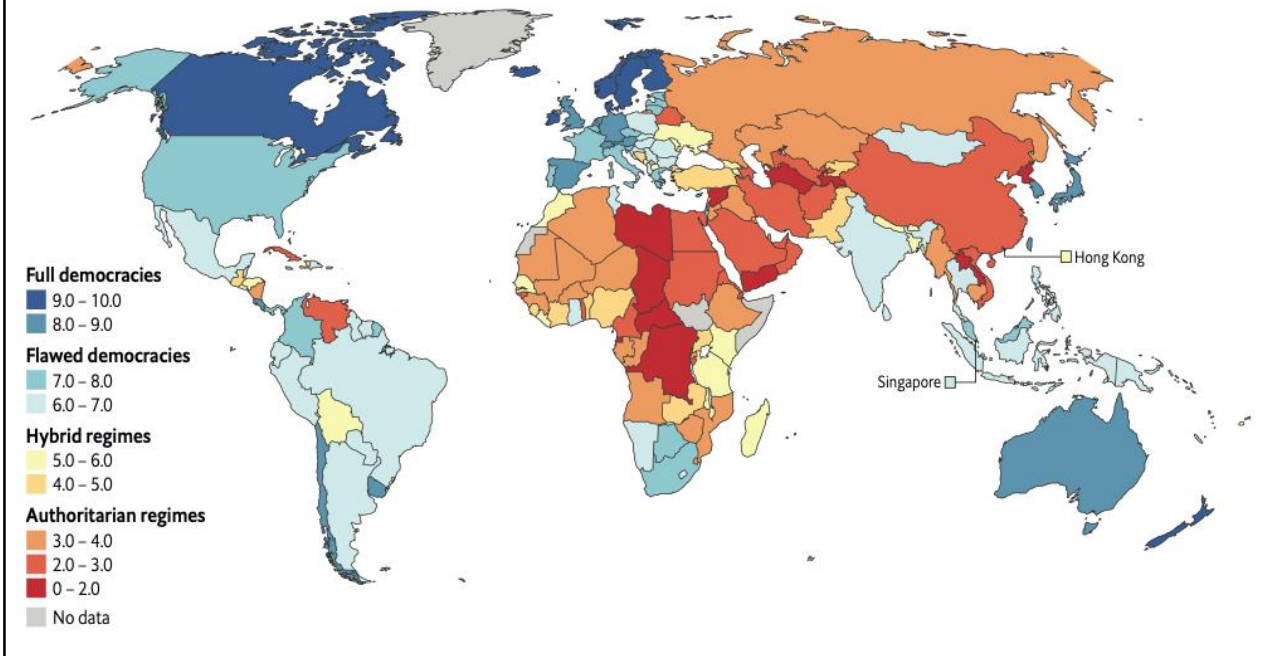 Full democracies
9.0 – 10.0
8.0 – 9.0
Flawed democracies
7.0 – 8.0
6.0 – 7.0
Hybrid regimes
5.0 – 6.0
4.0 – 5.0
Authoritarian regimes
3.0 – 4.0
2.0 – 3.0
0 – 2.0
No data
Hong Kong
Singapore